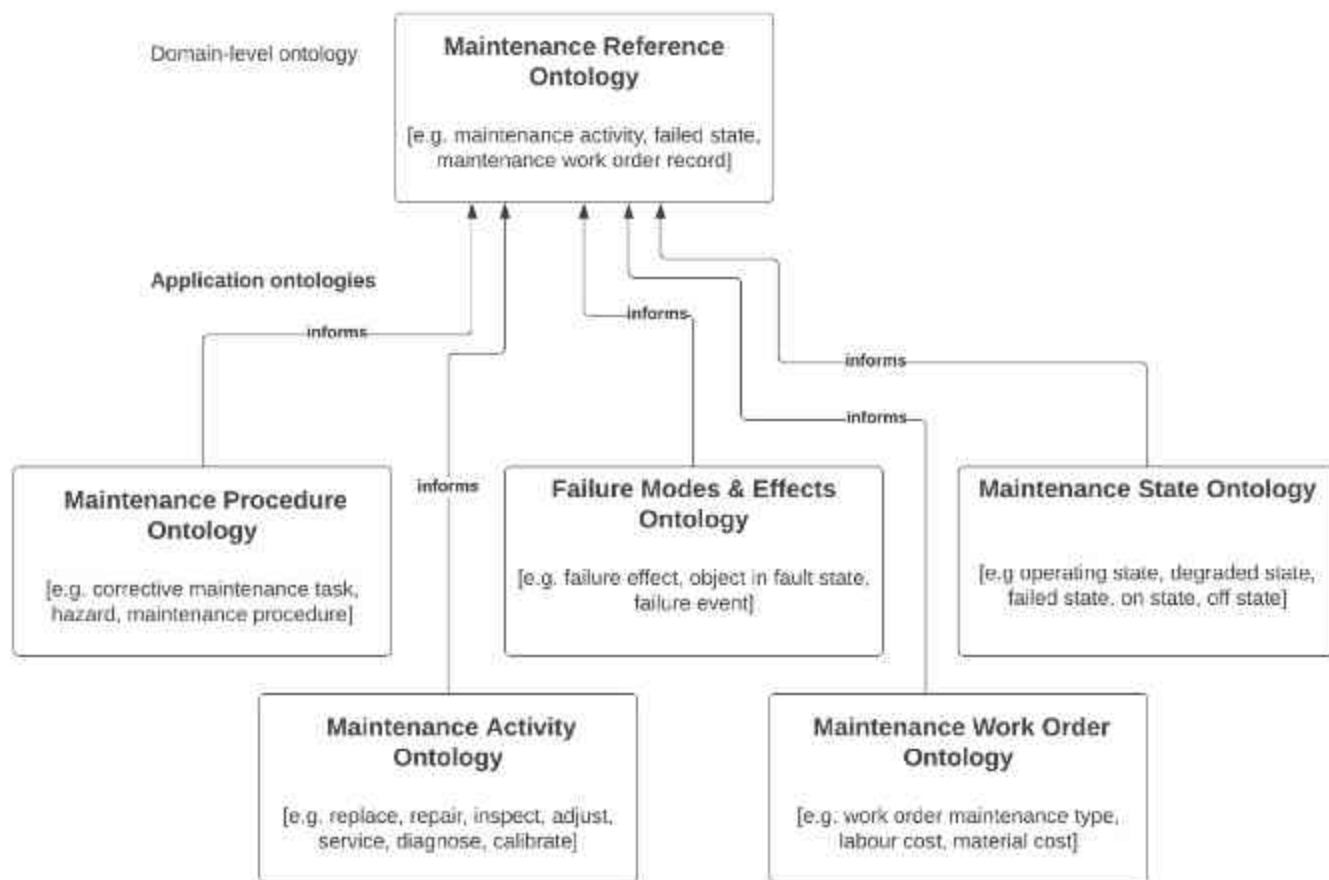 Domain-level ontology
Maintenance Reference
Ontology
[e.g. maintenance activity, failed state,
maintenance work order record]
Application ontologies
informs
informs
informs
informs
informs
Maintenance Procedure
Ontology
[e.g. corrective maintenance task,
hazard, maintenance procedure]
Failure Modes & Effects
Ontology
[e.g. failure effect, object in fault state,
failure event]
Maintenance State Ontology
[e.g operating state, degraded state,
failed state, on state, off state]
Maintenance Activity
Ontology
[e.g. replace, repair, inspect, adjust,
service, diagnose, calibrate]
Maintenance Work Order
Ontology
[e.g. work order maintenance type,
labour cost, material cost]